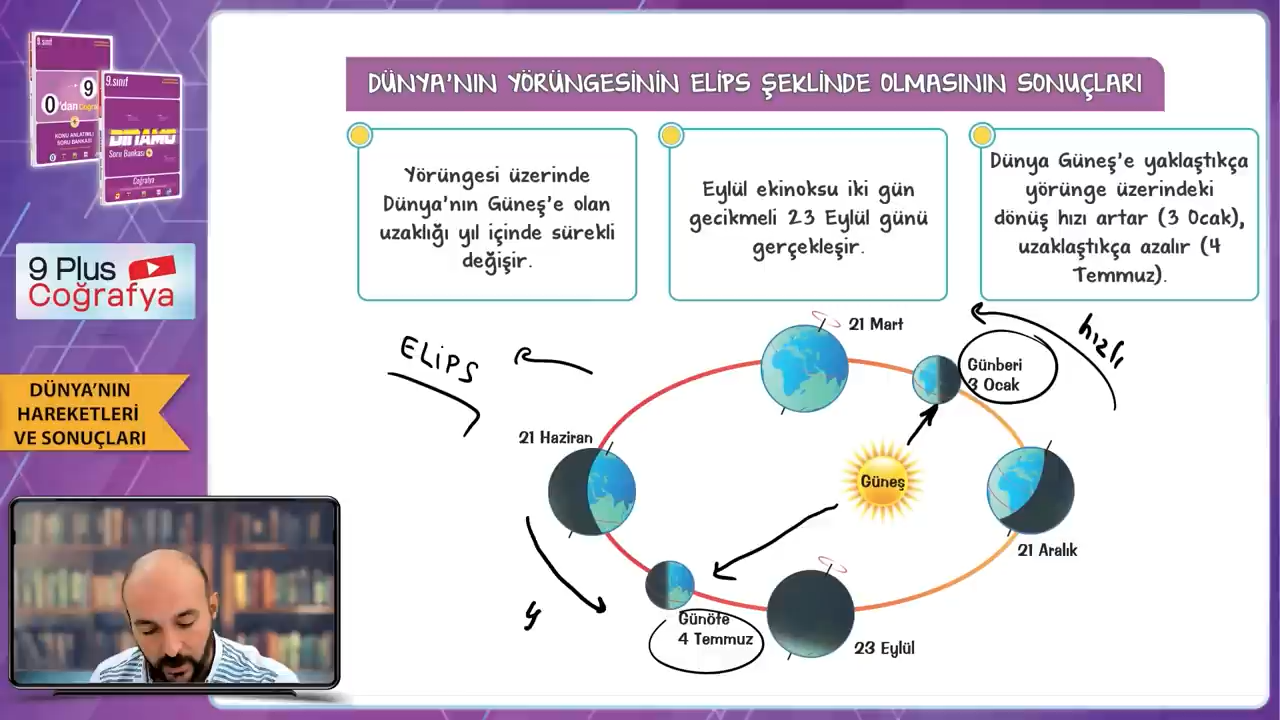 9.sınıf
0'dan
9
KONU ANLATIMLI
SORU BANKASI
9.sınıf
DİNAMO
Soru Bankası
Coğrafya
9 Plus
Coğrafya
DÜNYA'NIN
HAREKETLERİ
VE SONUÇLARI
DÜNYA'NIN YÖRÜNGESİNİN ELİPS ŞEKLİNDE OLMASININ SONUÇLARI
Yörüngesi üzerinde
Dünya'nın Güneş'e olan
uzaklığı yıl içinde sürekli
değişir.
Eylül ekinoksu iki gün
gecikmeli 23 Eylül günü
gerçekleşir.
Dünya Güneş'e yaklaştıkça
yörünge üzerindeki
dönüş hızı artar (3 Ocak),
uzaklaştıkça azalır (4
Temmuz).
ELİPS
21 Mart
hızlı
Günberi
3 Ocak
21 Haziran
Güneş
21 Aralık
Günöte
4 Temmuz
y
23 Eylül